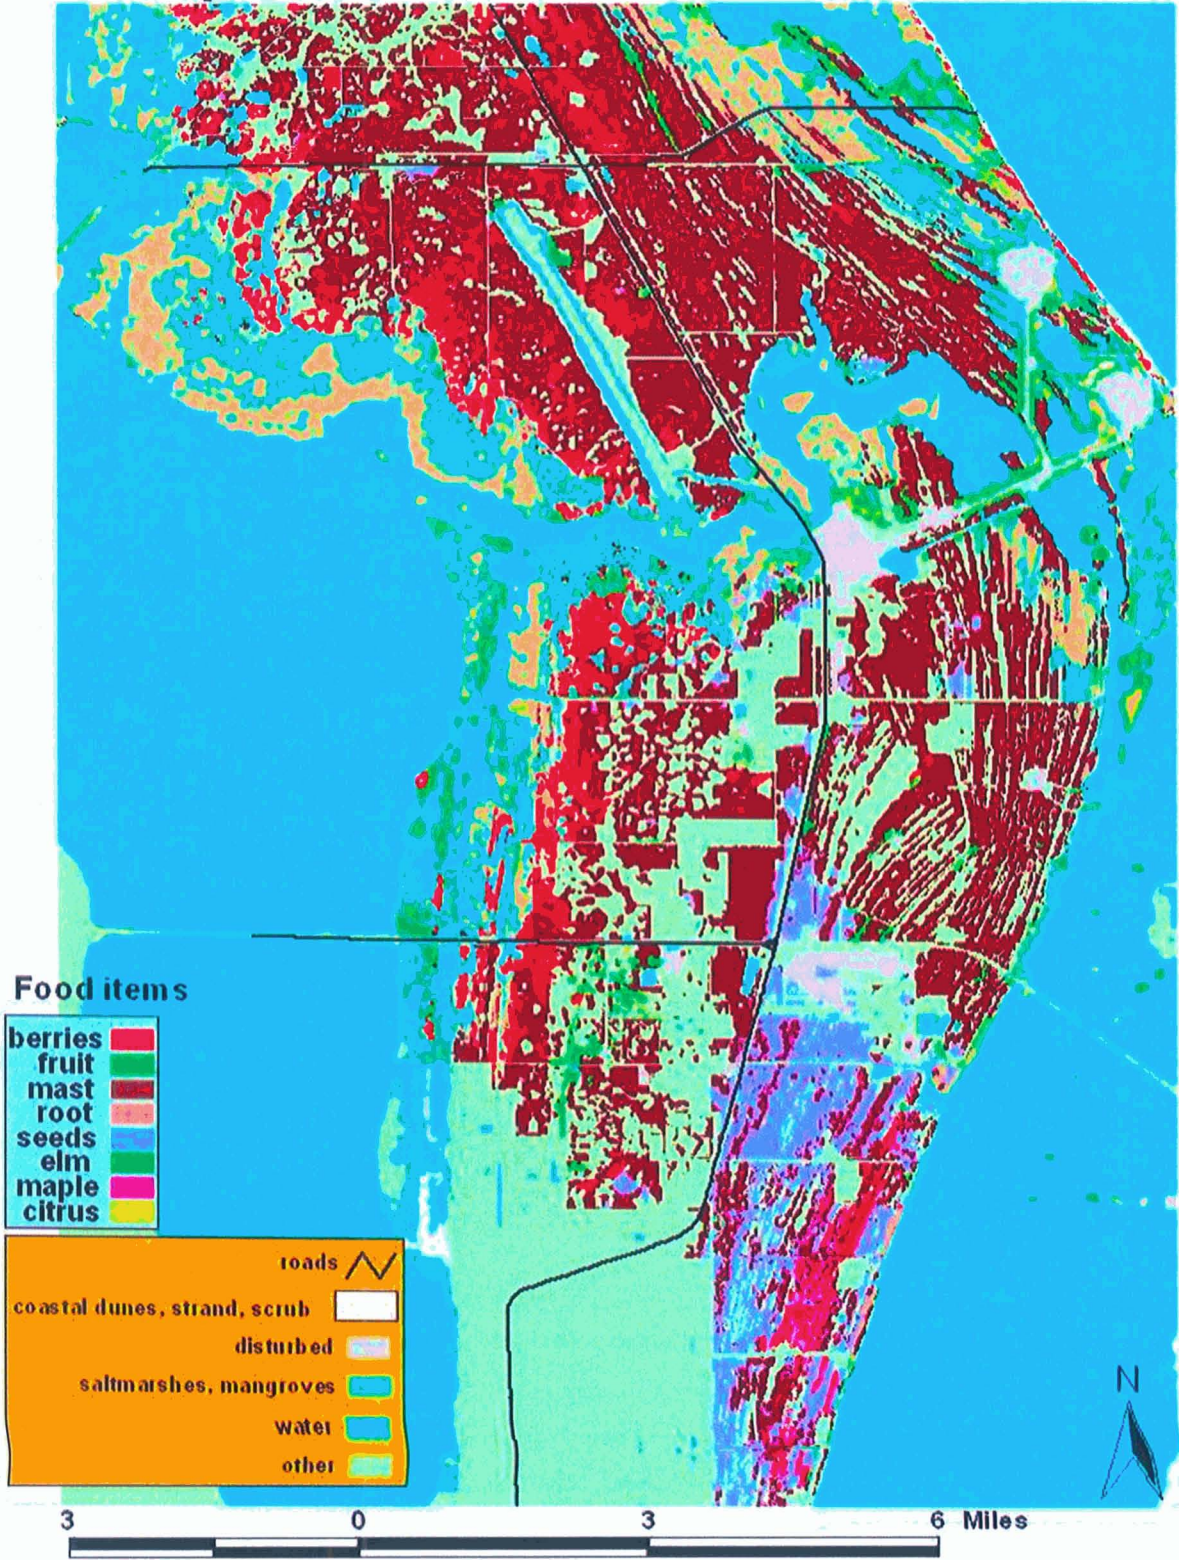 Food items
berries
fruit
mast
root
seeds
elm
maple
citrus
roads
coastal dunes, strand, scrub
disturbed
saltmarshes, mangroves
water
other
N
3 0 3 6 Miles